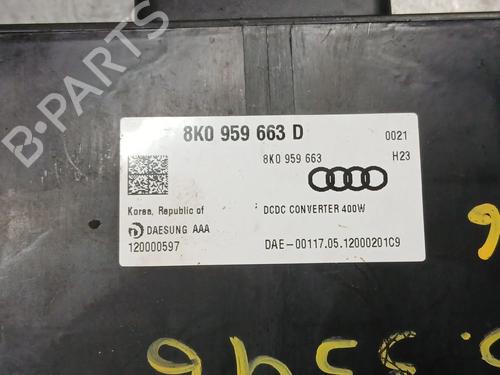 8K0 959 663 D
0021
8K0 959 663
H23
Korea, Republic of
DCDC CONVERTER 400W
DAESUNG AAA
120000597
DAE-00117.05.12000201C9